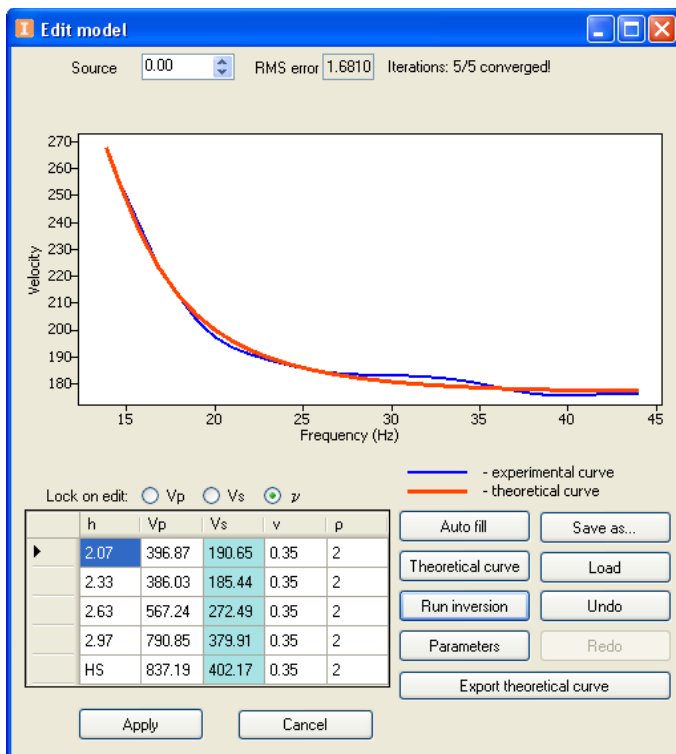 I Edit model
Source 0.00 RMS error 1.6810 Iterations: 5/5 converged!
270
260
250
240
230
220
210
200
190
180
Velocity
15 20 25 30 35 40 45
Frequency (Hz)
- experimental curve
- theoretical curve
Lock on edit: Vp Vs ν
h Vp Vs ν ρ
2.07 396.87 190.65 0.35 2
2.33 386.03 185.44 0.35 2
2.63 567.24 272.49 0.35 2
2.97 790.85 379.91 0.35 2
HS 837.19 402.17 0.35 2
Auto fill Save as...
Theoretical curve Load
Run inversion Undo
Parameters Redo
Export theoretical curve
Apply Cancel